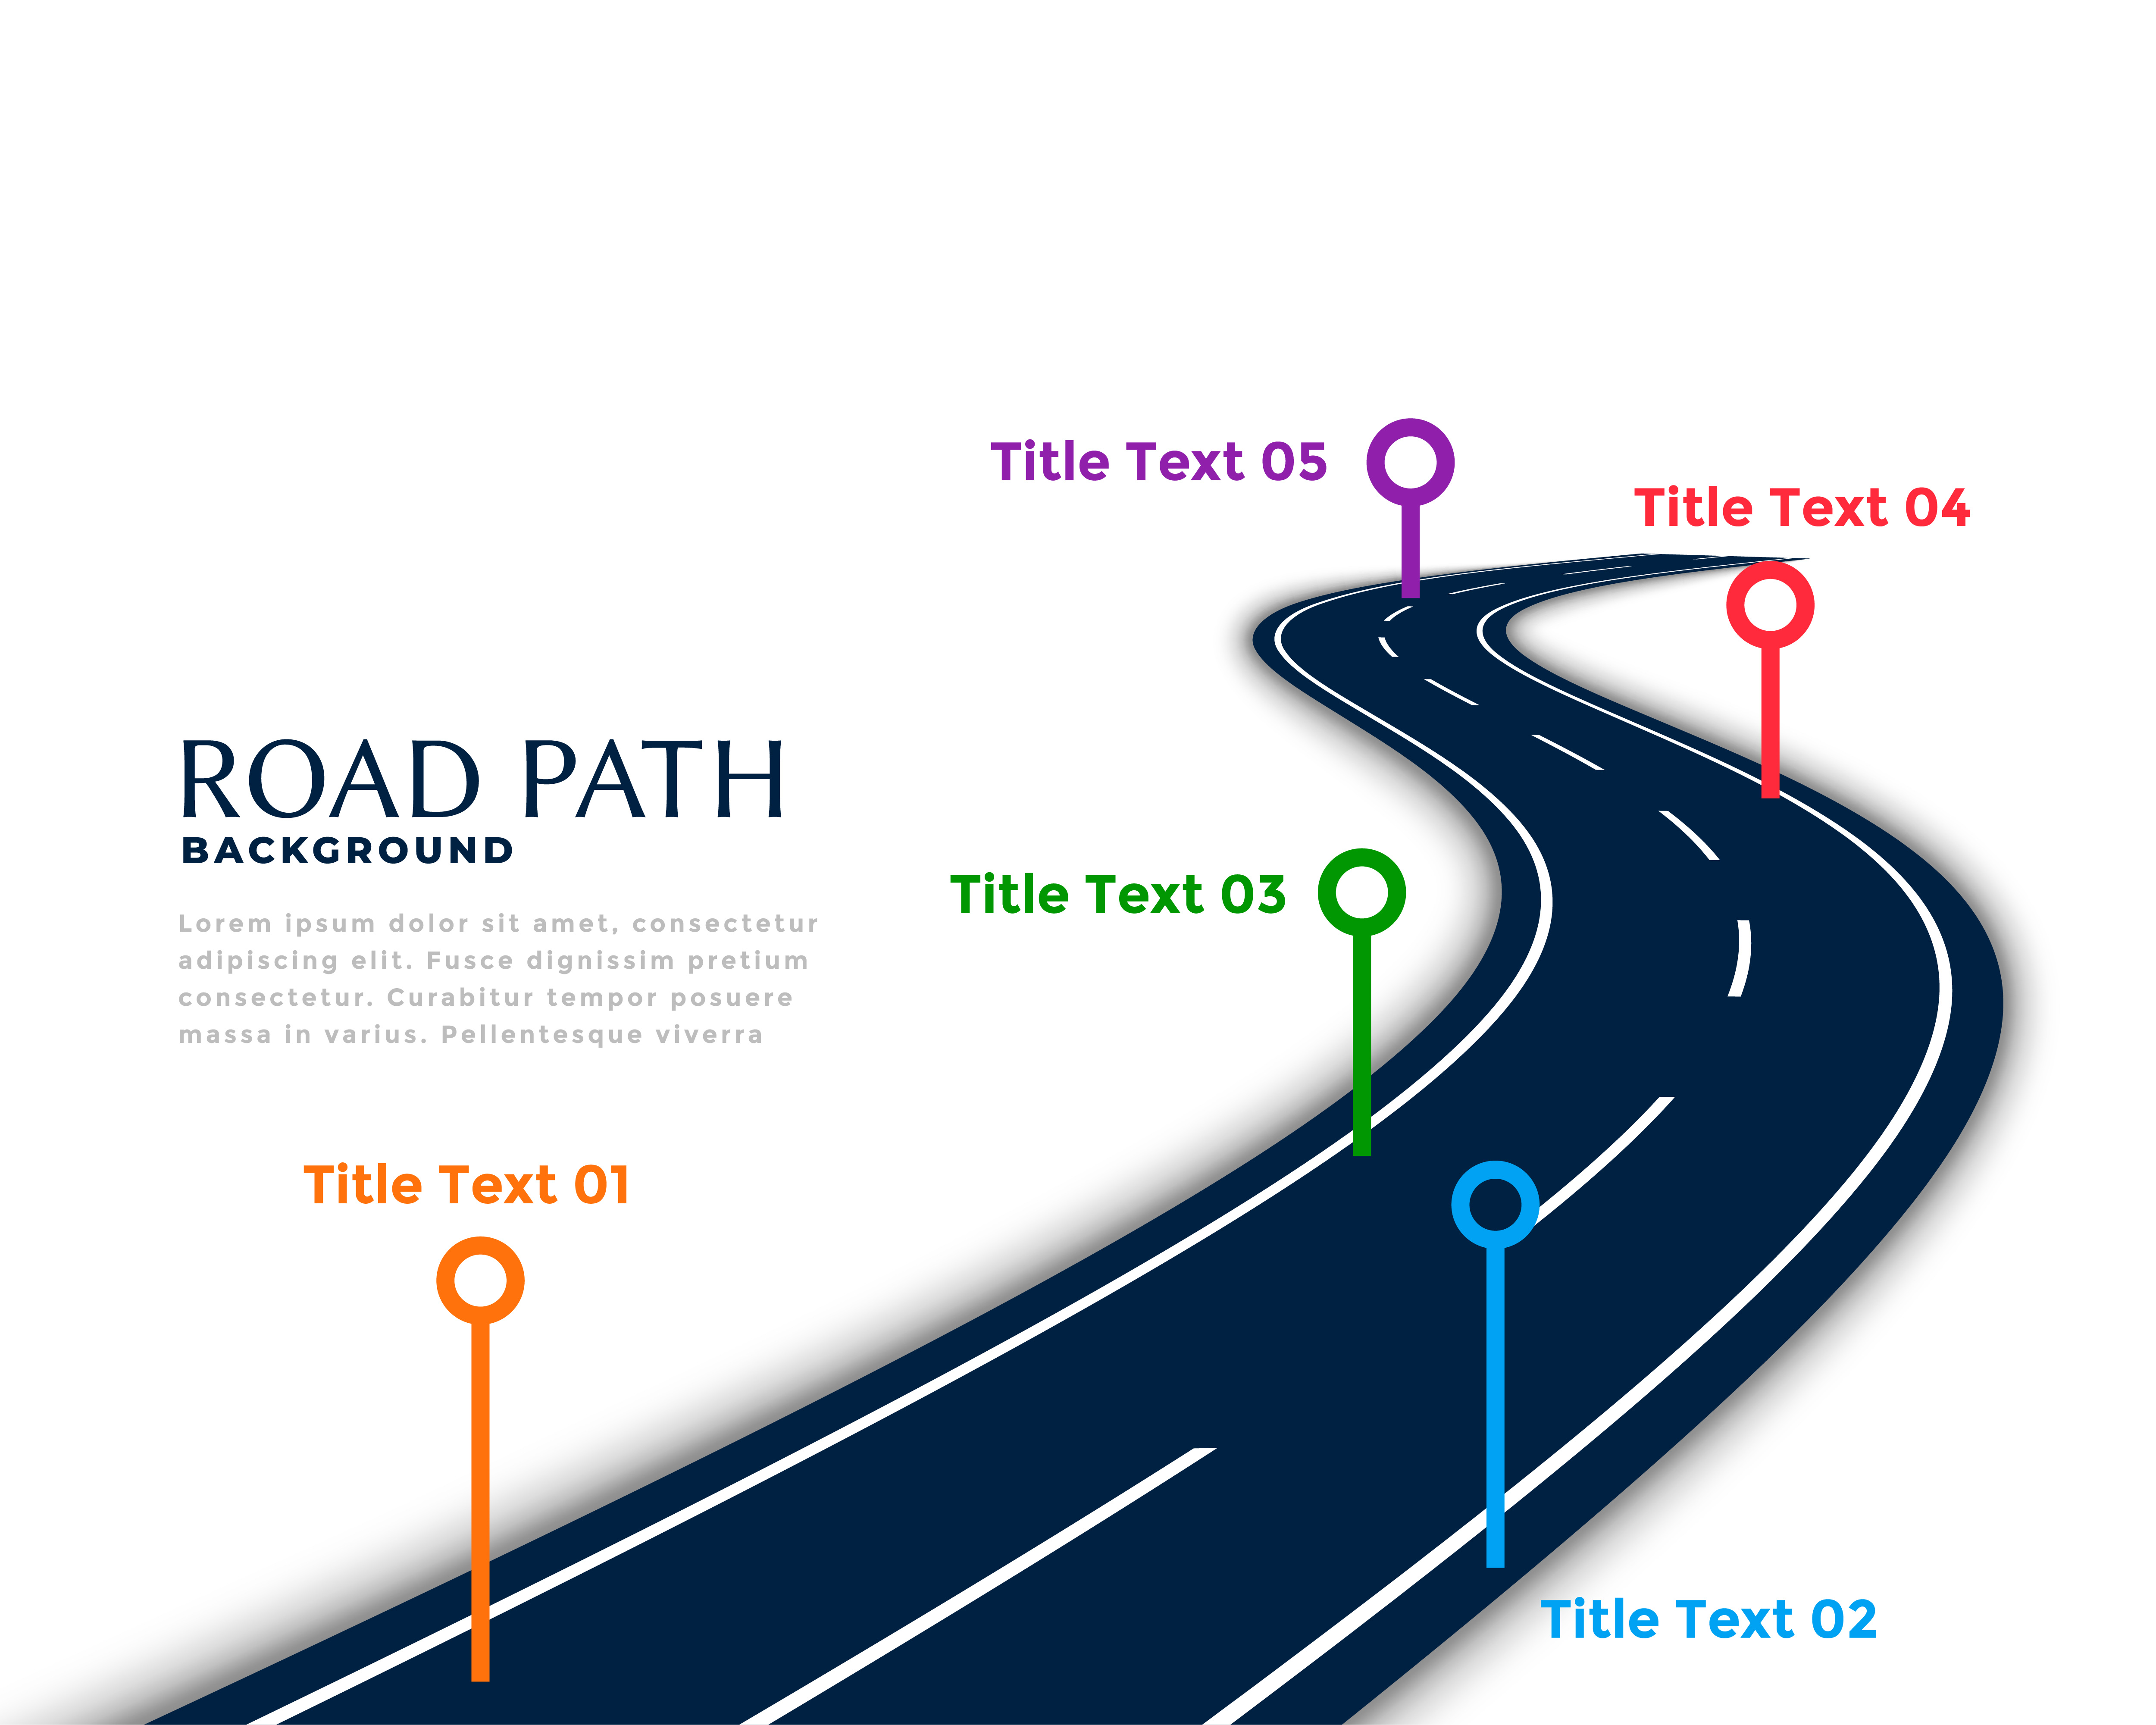 Title Text 05
Title Text 04
ROAD PATH
BACKGROUND
Title Text 03
Lorem ipsum dolor sit amet, consectetur
adipiscing elit. Fusce dignissim pretium
consectetur. Curabitur tempor posuere
massa in varius. Pellentesque viverra
Title Text 01
Title Text 02